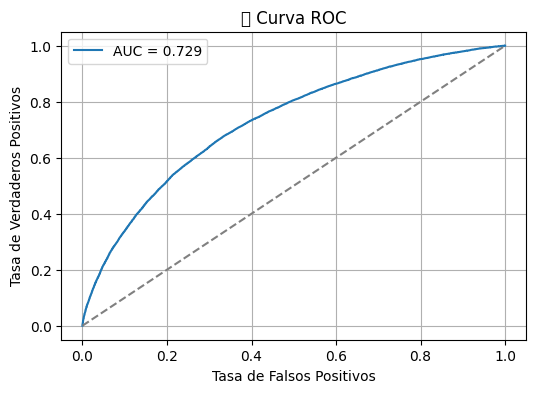 Curva ROC
AUC = 0.729
Tasa de Verdaderos Positivos
1.0
0.8
0.6
0.4
0.2
0.0
0.0 0.2 0.4 0.6 0.8 1.0
Tasa de Falsos Positivos